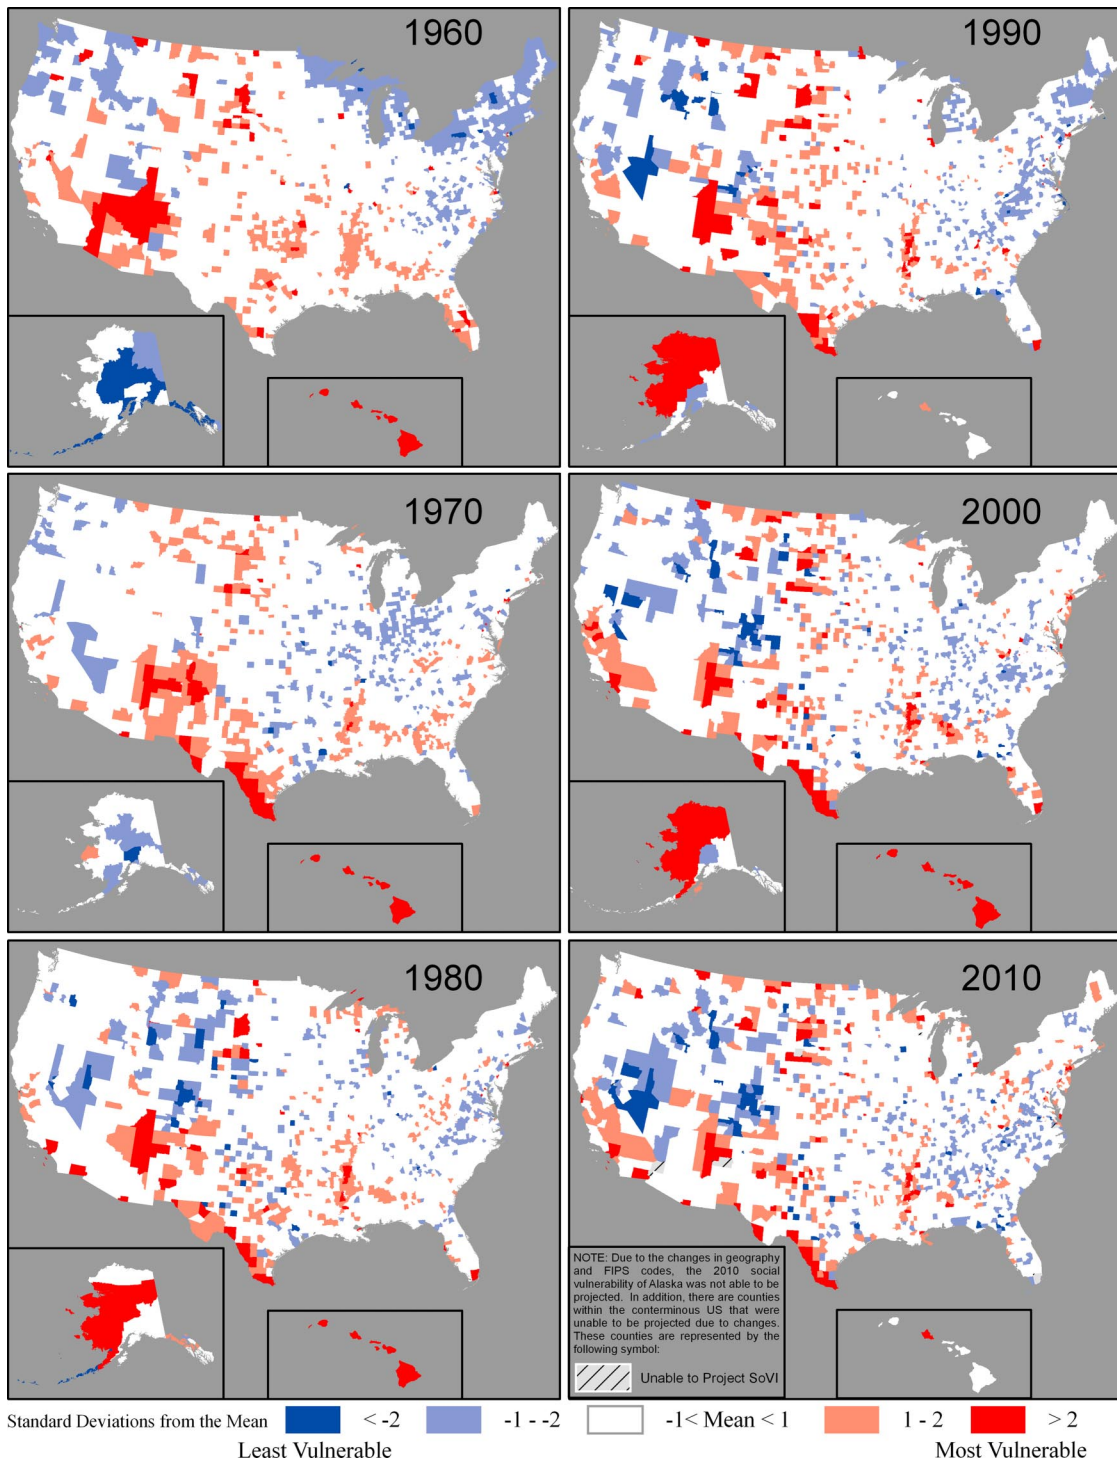 1960
1990
1970
2000
1980
2010
NOTE: Due to the changes in geography
and FIPS codes, the 2010 social
vulnerability of Alaska was not able to be
projected. In addition, there are counties
within the conterminous US that were
unable to be projected due to changes.
These counties are represented by the
following symbol:
Unable to Project SoVI
Standard Deviations from the Mean < -2 -1 - -2 -1< Mean < 1 1 - 2 > 2
Least Vulnerable Most Vulnerable